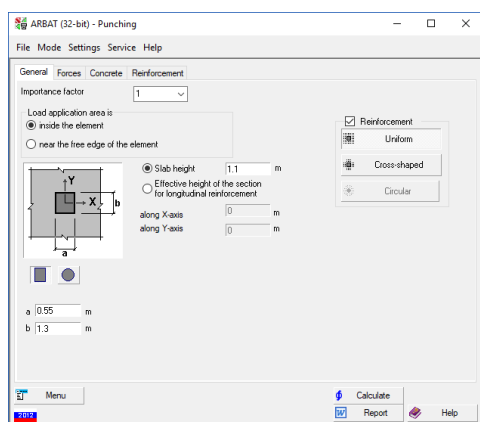 ARBAT (32-bit) - Punching
File Mode Settings Service Help
General Forces Concrete Reinforcement
Importance factor 1
Load application area is
inside the element
near the free edge of the element
Reinforcement
Uniform
Cross-shaped
Circular
Y
X
b
a
Slab height 1.1 m
Effective height of the section
for longitudinal reinforcement
along X-axis 0 m
along Y-axis 0 m
a 0.55 m
b 1.3 m
Menu
Calculate
2012
W Report
Help